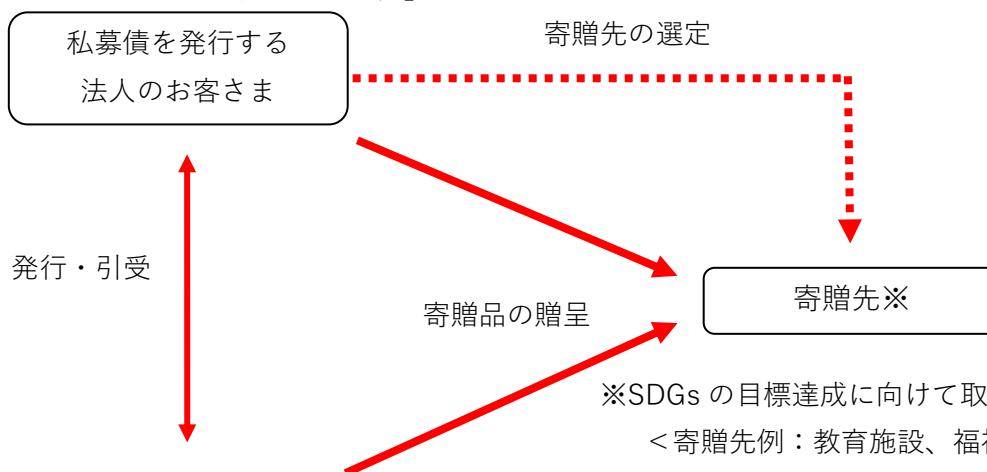 私募債を発行する
法人のお客さま
寄贈先の選定
発行・引受
寄贈先※
寄贈品の贈呈
※SDGs の目標達成に向けて取
＜寄贈先例：教育施設、福